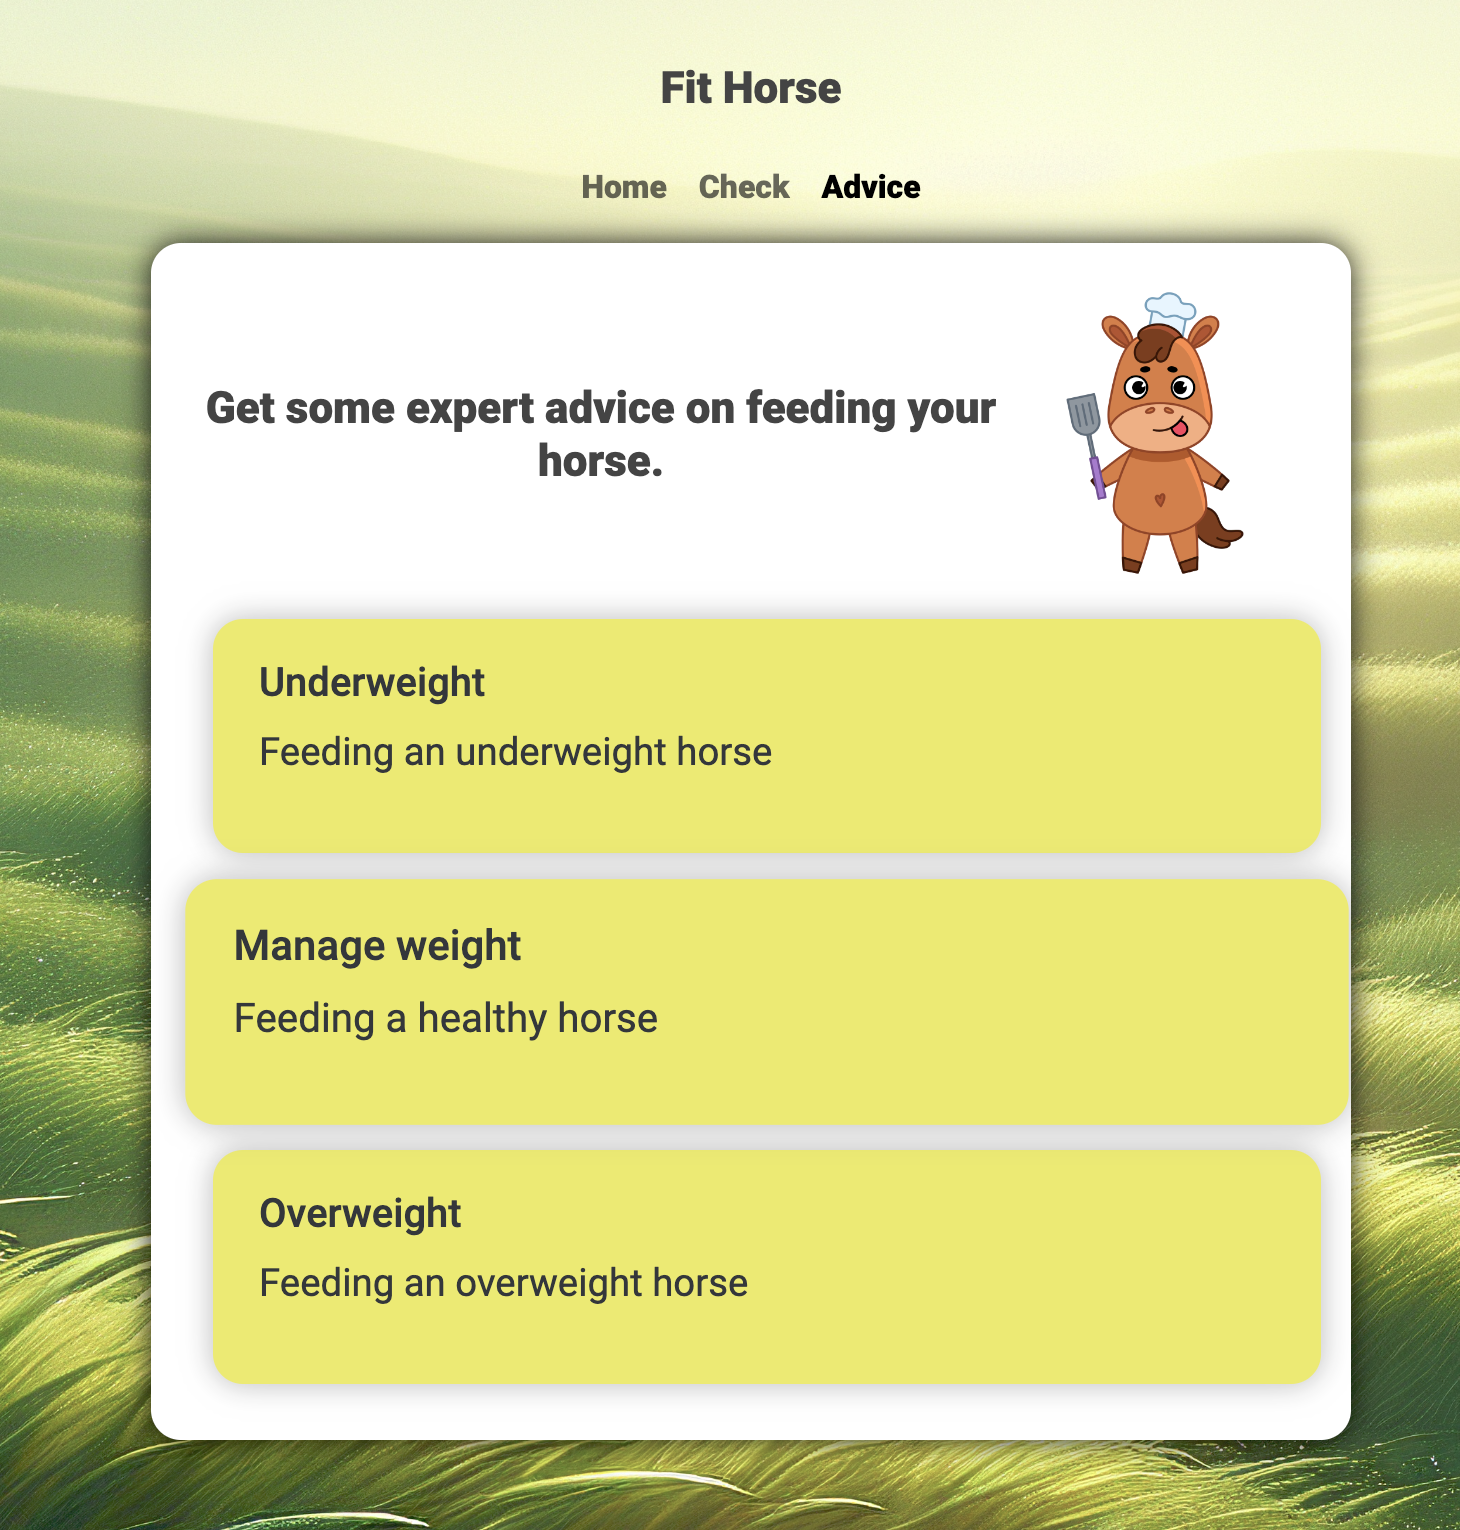 Fit Horse
Home Check Advice
Get some expert advice on feeding your
horse.
Underweight
Feeding an underweight horse
Manage weight
Feeding a healthy horse
Overweight
Feeding an overweight horse